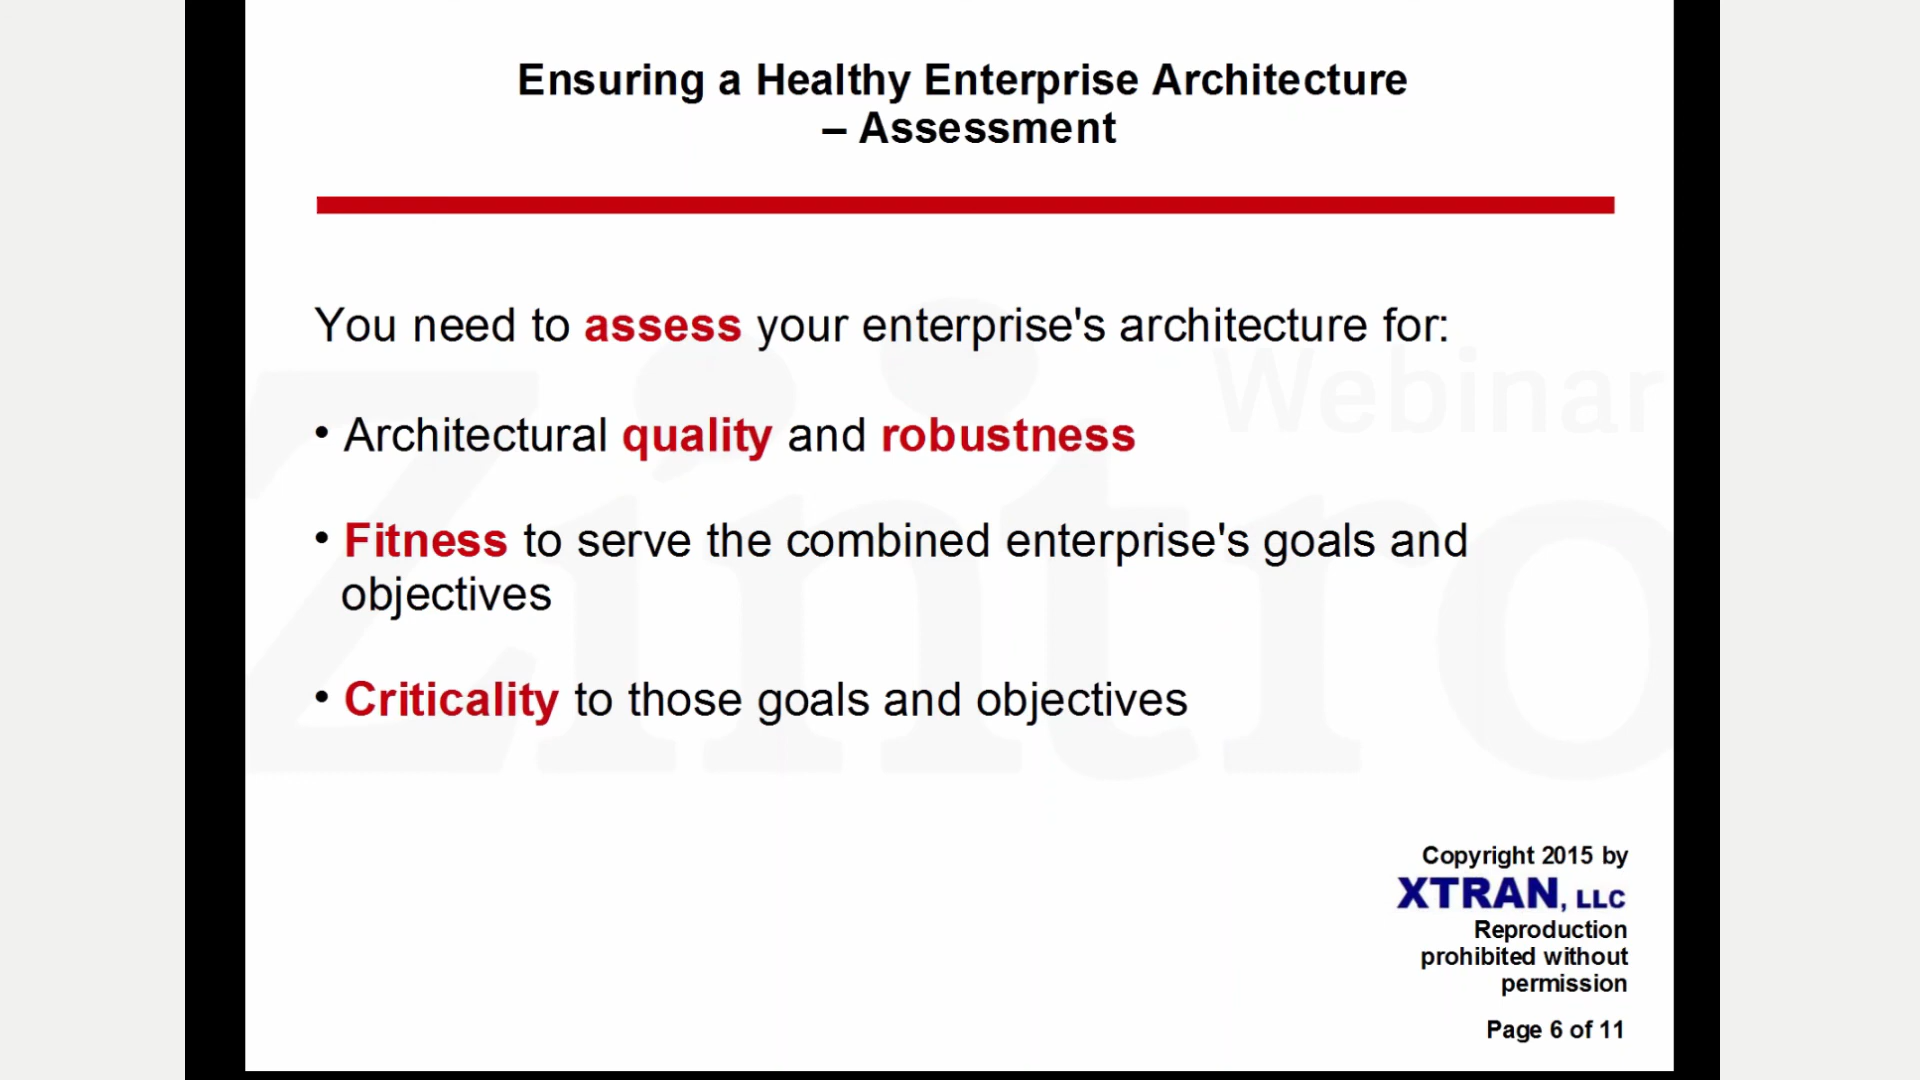 Ensuring a Healthy Enterprise Architecture
– Assessment
You need to assess your enterprise's architecture for:
Webinar
• Architectural quality and robustness
Zintro
• Fitness to serve the combined enterprise's goals and
objectives
• Criticality to those goals and objectives
Copyright 2015 by
XTRAN, LLC
Reproduction
prohibited without
permission
Page 6 of 11